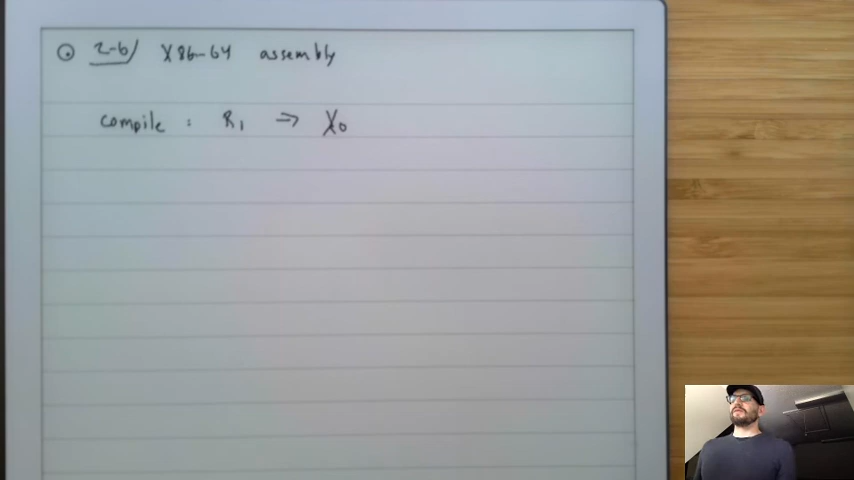 ⊙ 2-6/ X86-64 assembly
compile : R1 ⇒ X0